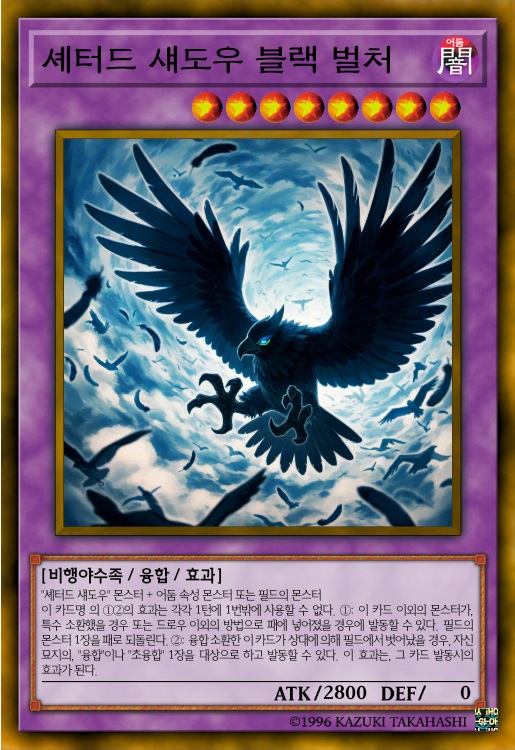 셰터드 섀도우 블랙 벌처
어둠
闇
[비행야수족 / 융합 / 효과]
"셰터드 섀도우" 몬스터 + 어둠 속성 몬스터 또는 필드의 몬스터
이 카드명 의 ①②의 효과는 각각 1턴에 1번밖에 사용할 수 없다. ①: 이 카드 이외의 몬스터가,
특수 소환했을 경우 또는 드로우 이외의 방법으로 패에 넣어졌을 경우에 발동할 수 있다. 필드의
몬스터 1장을 패로 되돌린다. ②: 융합 소환한 이 카드가 상대에 의해 필드에서 벗어났을 경우, 자신
묘지의, "융합"이나 "초융합" 1장을 대상으로 하고 발동할 수 있다. 이 효과는, 그 카드 발동시의
효과가 된다.
ATK/2800 DEF/ 0
©1996 KAZUKI TAKAHASHI